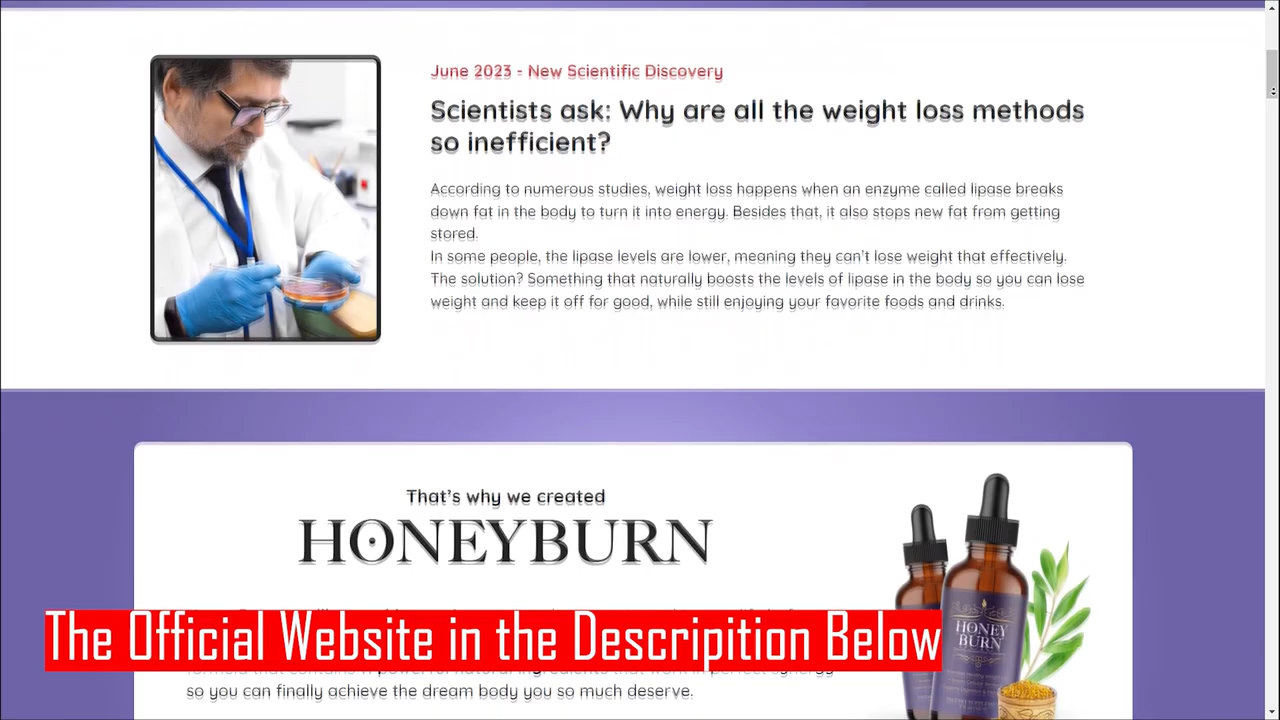 June 2023 - New Scientific Discovery
Scientists ask: Why are all the weight loss methods
so inefficient?
According to numerous studies, weight loss happens when an enzyme called lipase breaks
down fat in the body to turn it into energy. Besides that, it also stops new fat from getting
stored.
In some people, the lipase levels are lower, meaning they can't lose weight that effectively.
The solution? Something that naturally boosts the levels of lipase in the body so you can lose
weight and keep it off for good, while still enjoying your favorite foods and drinks.
That's why we created
HONEYBURN
The Official Website in the Descripition Below
so you can finally achieve the dream body you so much deserve.
HONEY
BURN